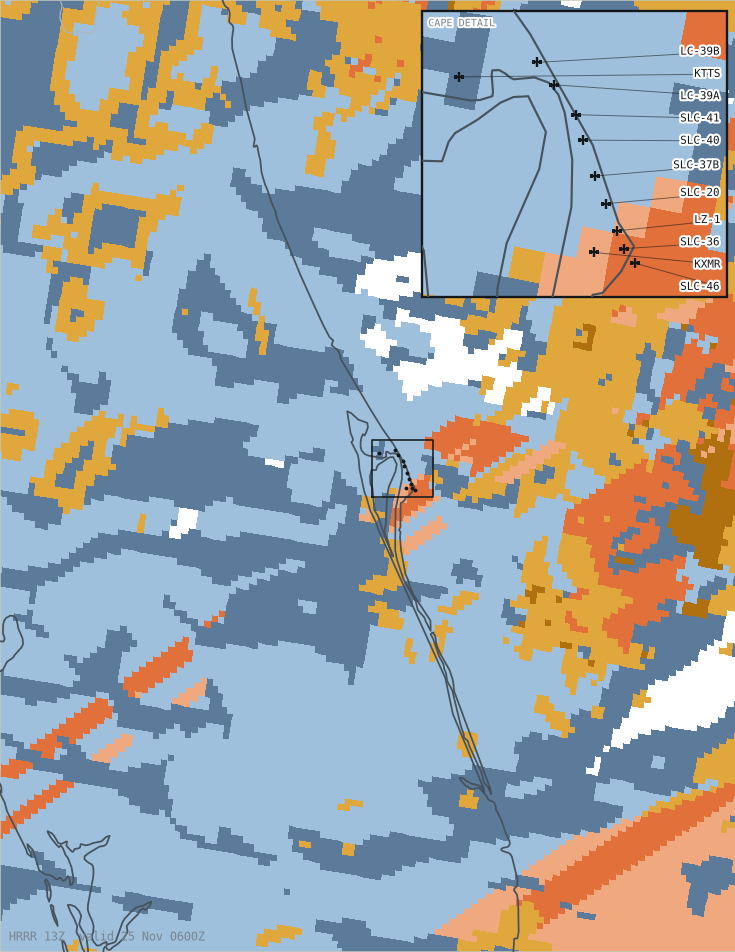 CAPE DETAIL
LC-39B
KTTS
LC-39A
SLC-41
SLC-40
SLC-37B
SLC-20
LZ-1
SLC-36
KXMR
SLC-46
HRRR 13Z valid 25 Nov 0600Z